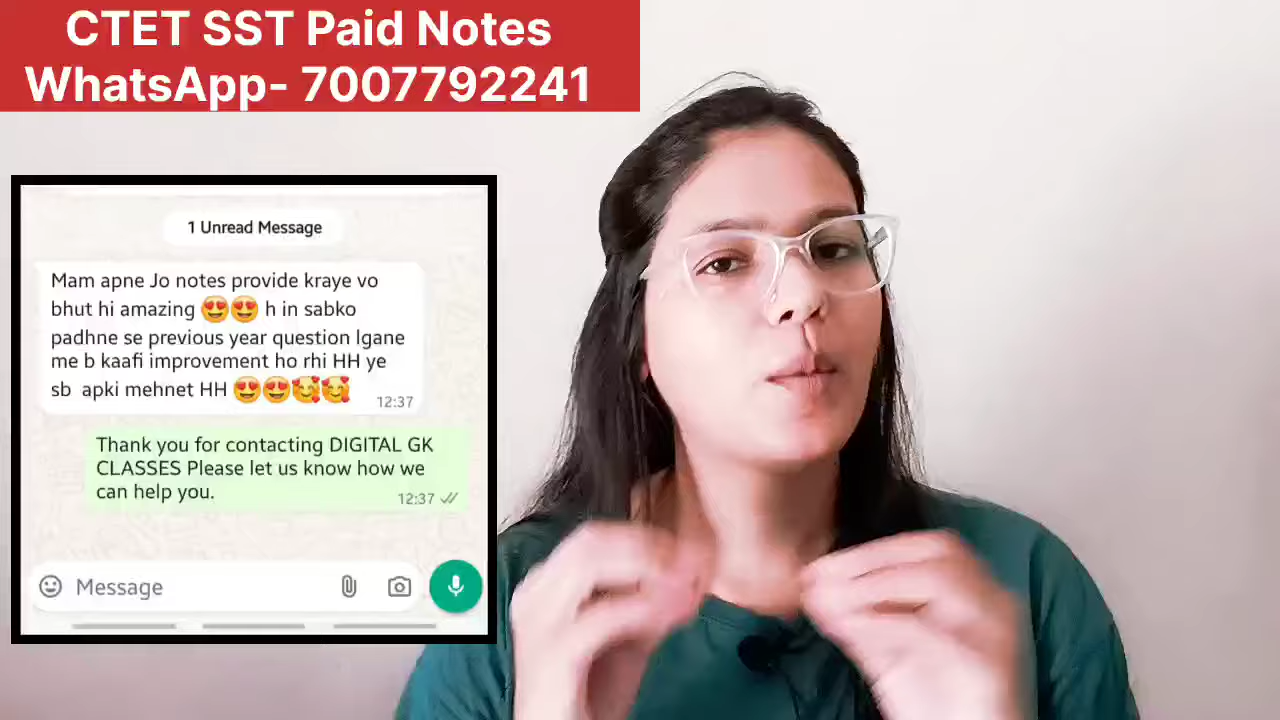 CTET SST Paid Notes
WhatsApp- 7007792241
1 Unread Message
Mam apne Jo notes provide kraye vo
bhut hi amazing 😍😍 h in sabko
padhne se previous year question lgane
me b kaafi improvement ho rhi HH ye
sb apki mehnet HH 😍😍🥰🥰
12:37
Thank you for contacting DIGITAL GK
CLASSES Please let us know how we
can help you.
12:37
Message